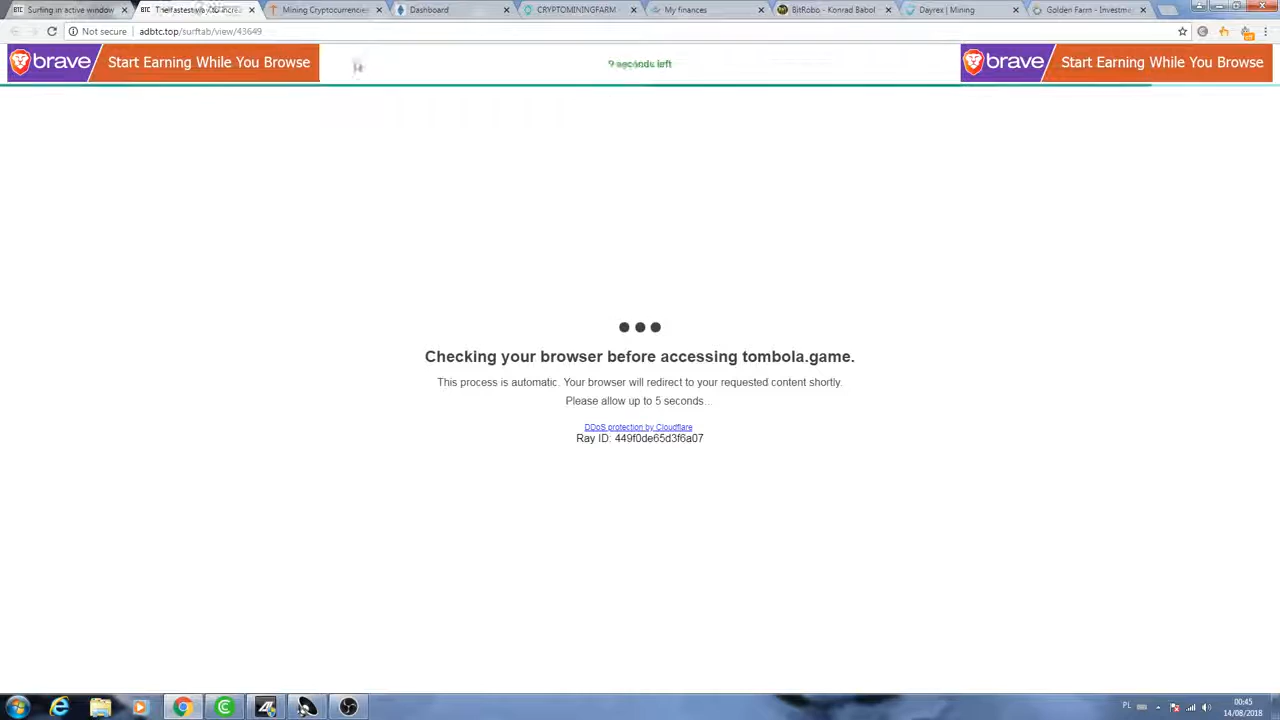 Surfing in active window
Mining Cryptocurrencies
Dashboard
CRYPTOMININGFARM
My finances
BitRobo - Konrad Babol
Dayrex | Mining
Golden Farm - Investme
Not secure
adbtc.top/surftab/view/43649
brave
Start Earning While You Browse
9 seconds left
brave
Start Earning While You Browse
Checking your browser before accessing tombola.game.
This process is automatic. Your browser will redirect to your requested content shortly.
Please allow up to 5 seconds...
DDoS protection by Cloudflare
Ray ID: 449f0de65d3f6a07
PL
00:45
14/08/2018